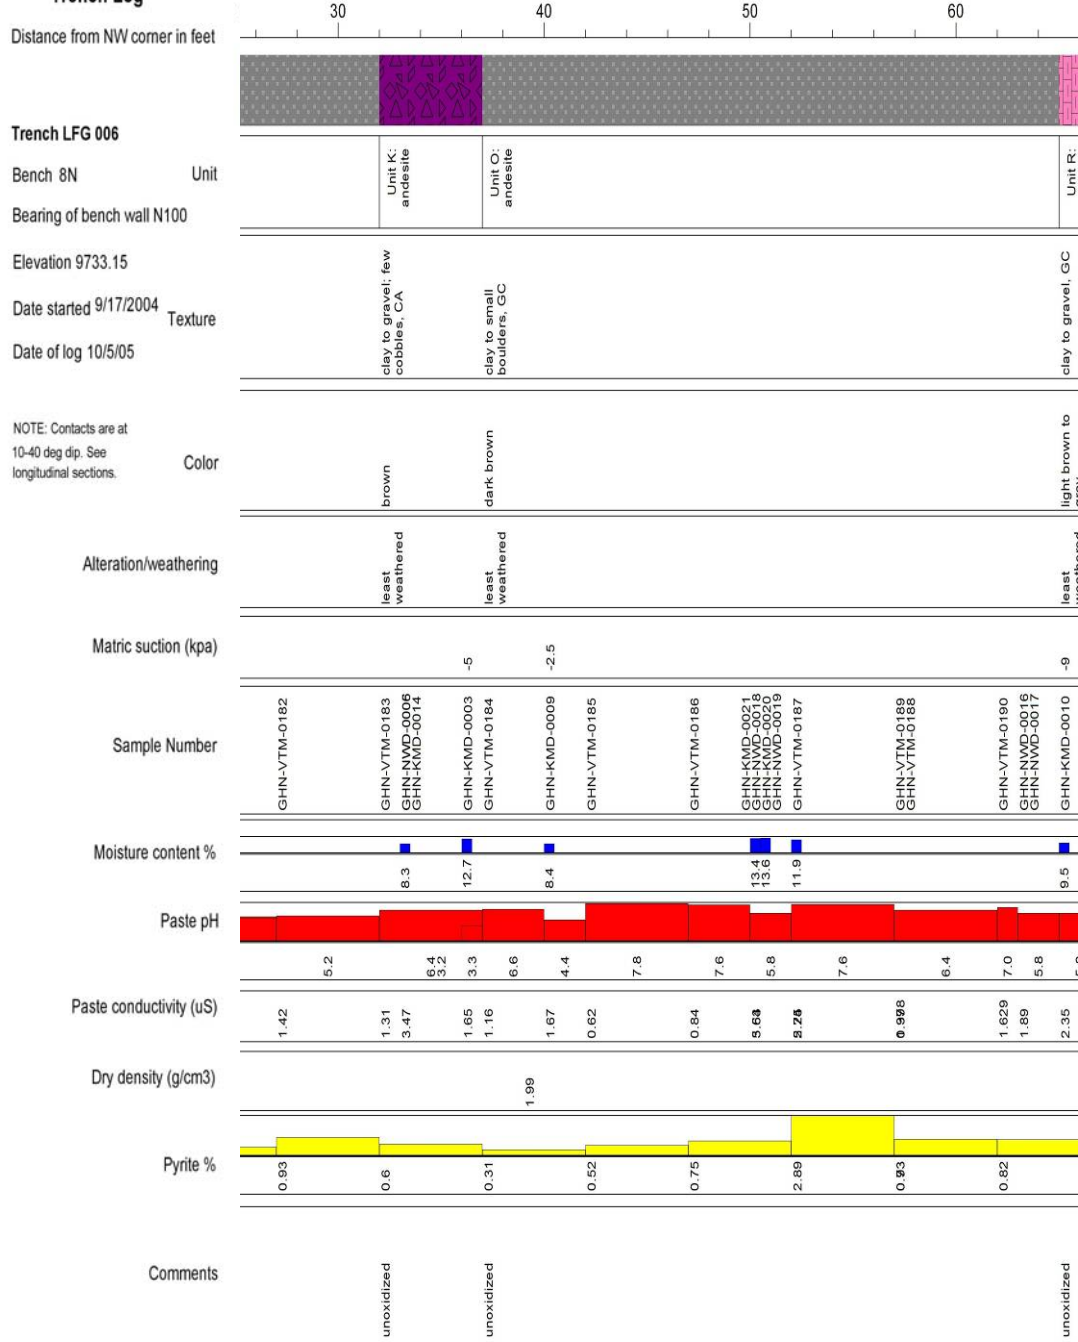 Trench Log
30 40 50 60
Distance from NW corner in feet
Trench LFG 006
Bench 8N
Unit
Bearing of bench wall N100
Unit K:
andesite
Unit O:
andesite
Unit R:
Elevation 9733.15
Date started 9/17/2004
Texture
Date of log 10/5/05
clay to gravel; few
cobbles, CA
clay to small
boulders, GC
clay to gravel, GC
NOTE: Contacts are at
10-40 deg dip. See
longitudinal sections.
Color
brown
dark brown
light brown to
Alteration/weathering
least
weathered
least
weathered
least
weathered
Matric suction (kpa)
-5
-2.5
-9
Sample Number
GHN-VTM-0182
GHN-VTM-0183
GHN-NWD-0006
GHN-KMD-0014
GHN-KMD-0003
GHN-VTM-0184
GHN-KMD-0009
GHN-VTM-0185
GHN-VTM-0186
GHN-KMD-0021
GHN-NWD-0018
GHN-KMD-0020
GHN-NWD-0019
GHN-VTM-0187
GHN-VTM-0189
GHN-VTM-0188
GHN-VTM-0190
GHN-NWD-0016
GHN-NWD-0017
GHN-KMD-0010
Moisture content %
8.3
12.7
8.4
13.4
13.6
11.9
9.5
Paste pH
5.2
6.4
3.2
3.3
6.6
4.4
7.8
7.6
5.8
7.6
6.4
7.0
5.8
Paste conductivity (uS)
1.42
1.31
3.47
1.65
1.16
1.67
0.62
0.84
1.629
1.89
2.35
Dry density (g/cm3)
1.99
Pyrite %
0.93
0.6
0.31
0.52
0.75
2.89
0.82
Comments
unoxidized
unoxidized
unoxidized